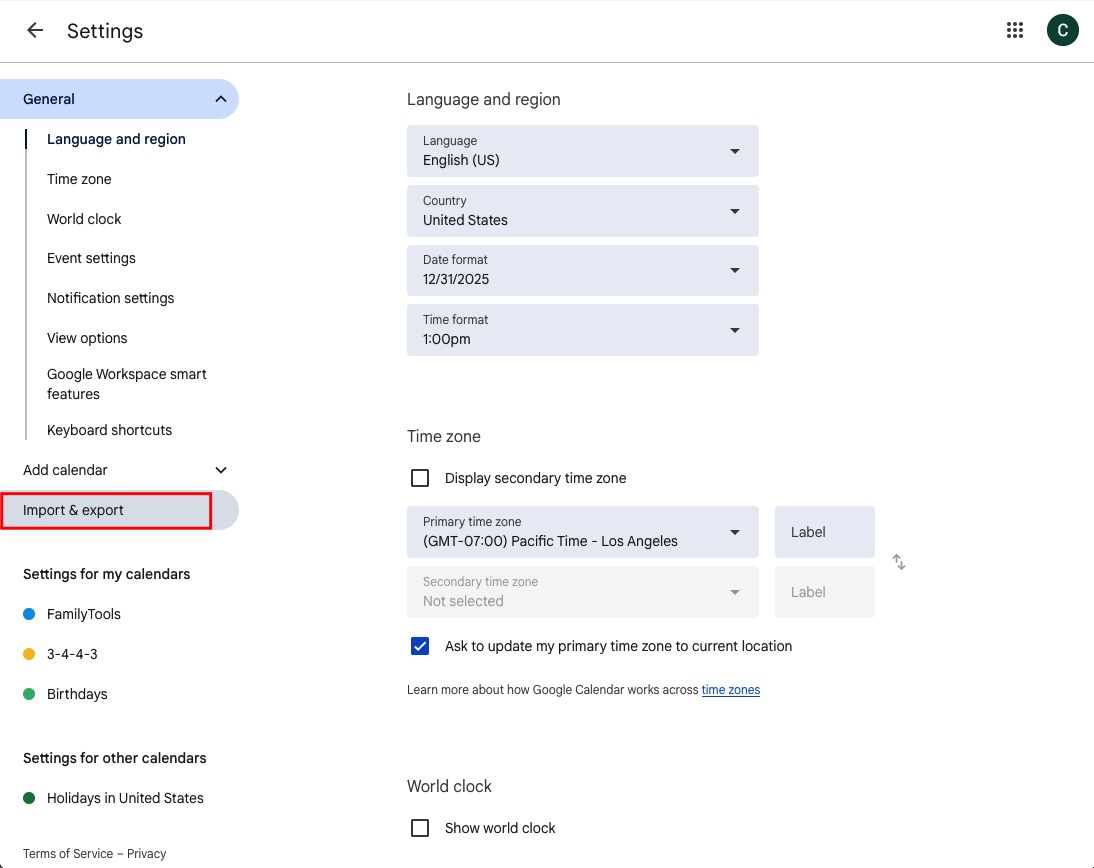 Settings
C
General
Language and region
Time zone
World clock
Event settings
Notification settings
View options
Google Workspace smart
features
Keyboard shortcuts
Add calendar
Import & export
Settings for my calendars
FamilyTools
3-4-4-3
Birthdays
Settings for other calendars
Holidays in United States
Terms of Service – Privacy
Language and region
Language
English (US)
Country
United States
Date format
12/31/2025
Time format
1:00pm
Time zone
Display secondary time zone
Primary time zone
(GMT-07:00) Pacific Time - Los Angeles
Label
Secondary time zone
Not selected
Label
Ask to update my primary time zone to current location
Learn more about how Google Calendar works across time zones
World clock
Show world clock